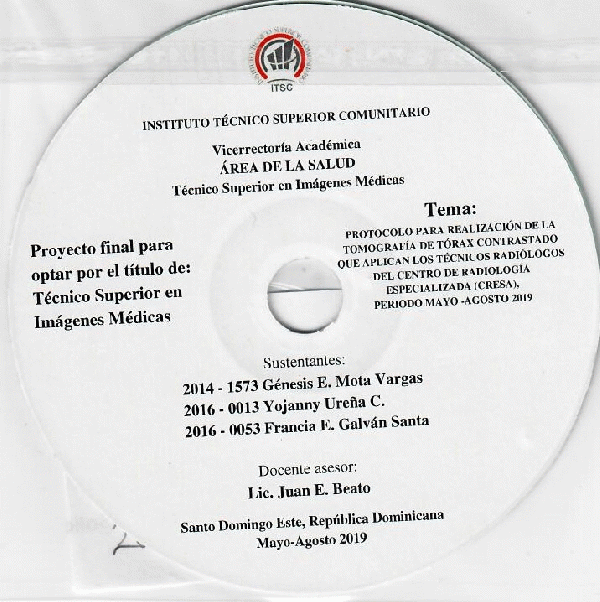 ITSC
INSTITUTO TÉCNICO SUPERIOR COMUNITARIO
Vicerrectoría Académica
ÁREA DE LA SALUD
Técnico Superior en Imágenes Médicas
Proyecto final para
optar por el título de:
Técnico Superior en
Imágenes Médicas
Tema:
PROTOCOLO PARA REALIZACIÓN DE LA
TOMOGRAFÍA DE TÓRAX CONTRASTADO
QUE APLICAN LOS TÉCNICOS RADIÓLOGOS
DEL CENTRO DE RADIOLOGIA
ESPECIALIZADA (CRESA),
PERIODO MAYO -AGOSTO 2019
Sustentantes:
2014 - 1573 Génesis E. Mota Vargas
2016 - 0013 Yojanny Ureña C.
2016 - 0053 Francia E. Galván Santa
Docente asesor:
Lic. Juan E. Beato
Santo Domingo Este, República Dominicana
Mayo-Agosto 2019